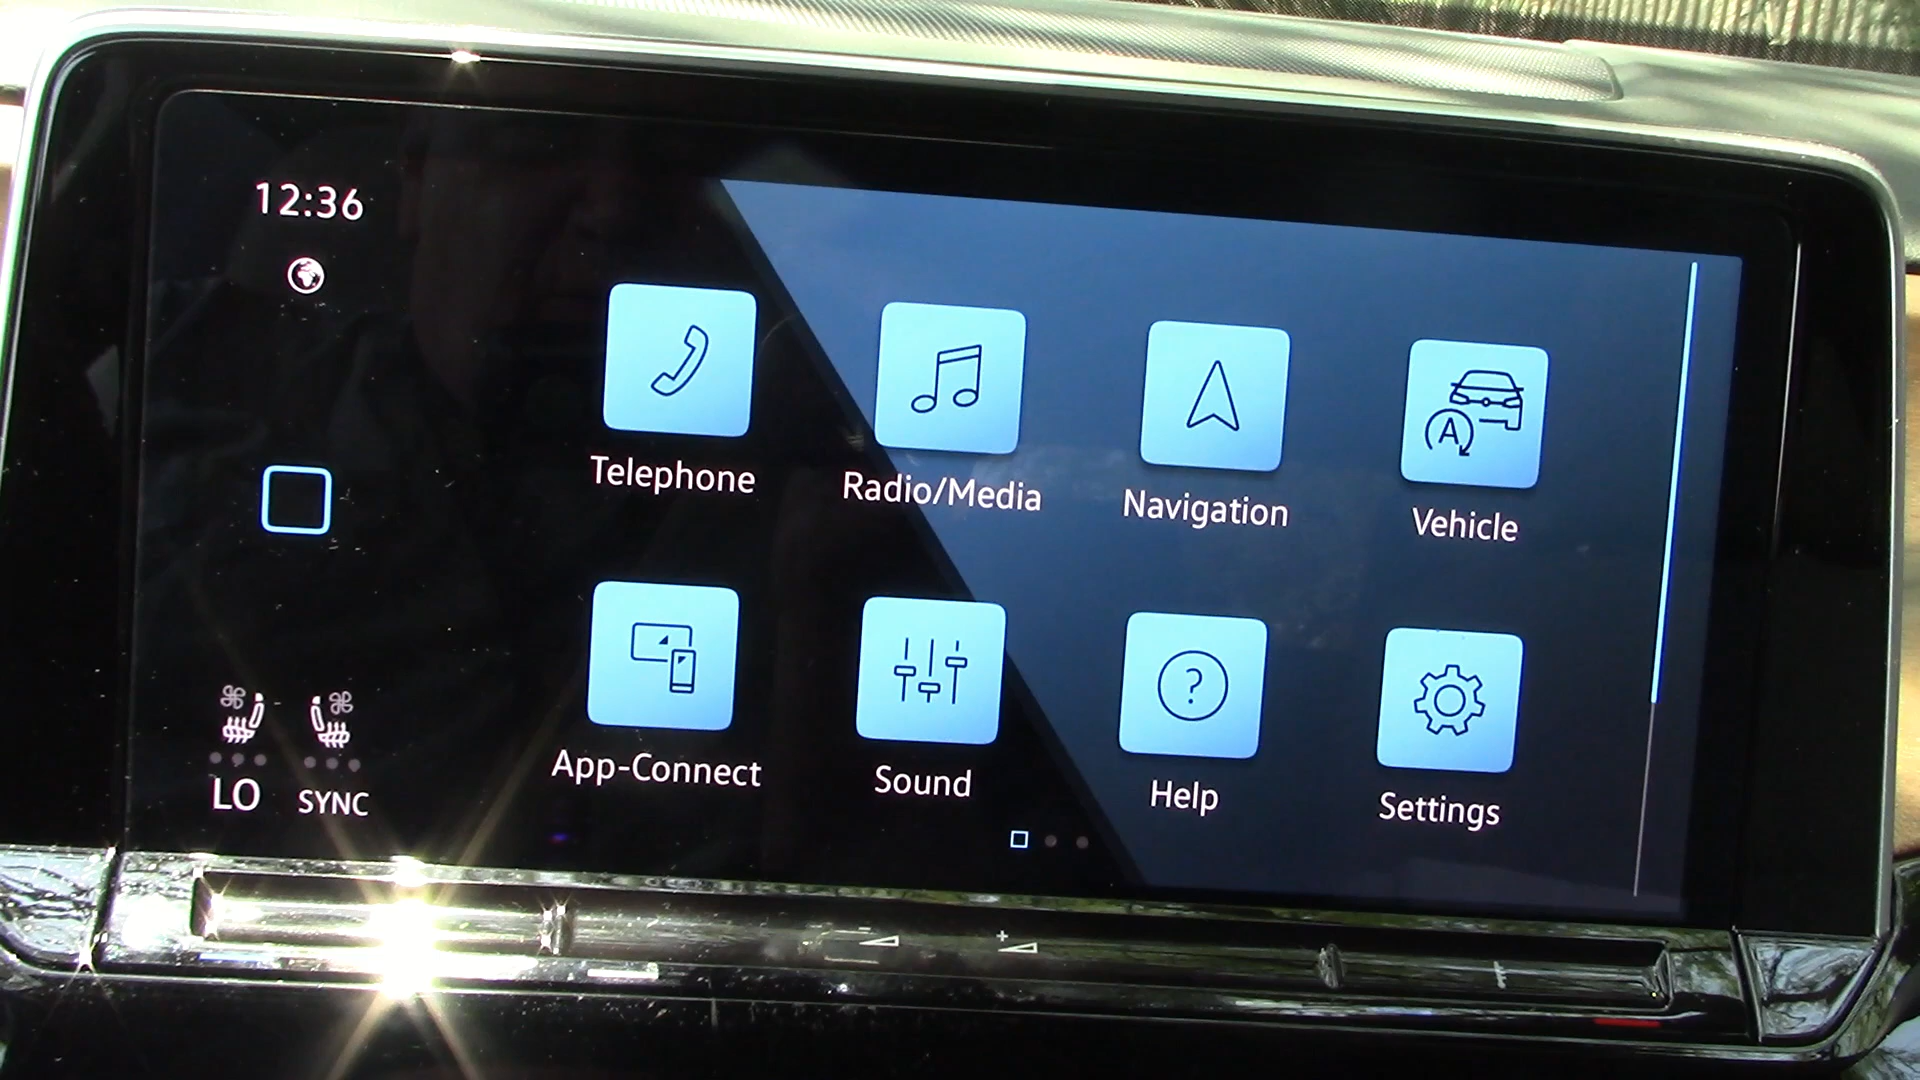 12:36
Telephone
Radio/Media
Navigation
Vehicle
A
App-Connect
Sound
?
Help
Settings
LO
SYNC
- +